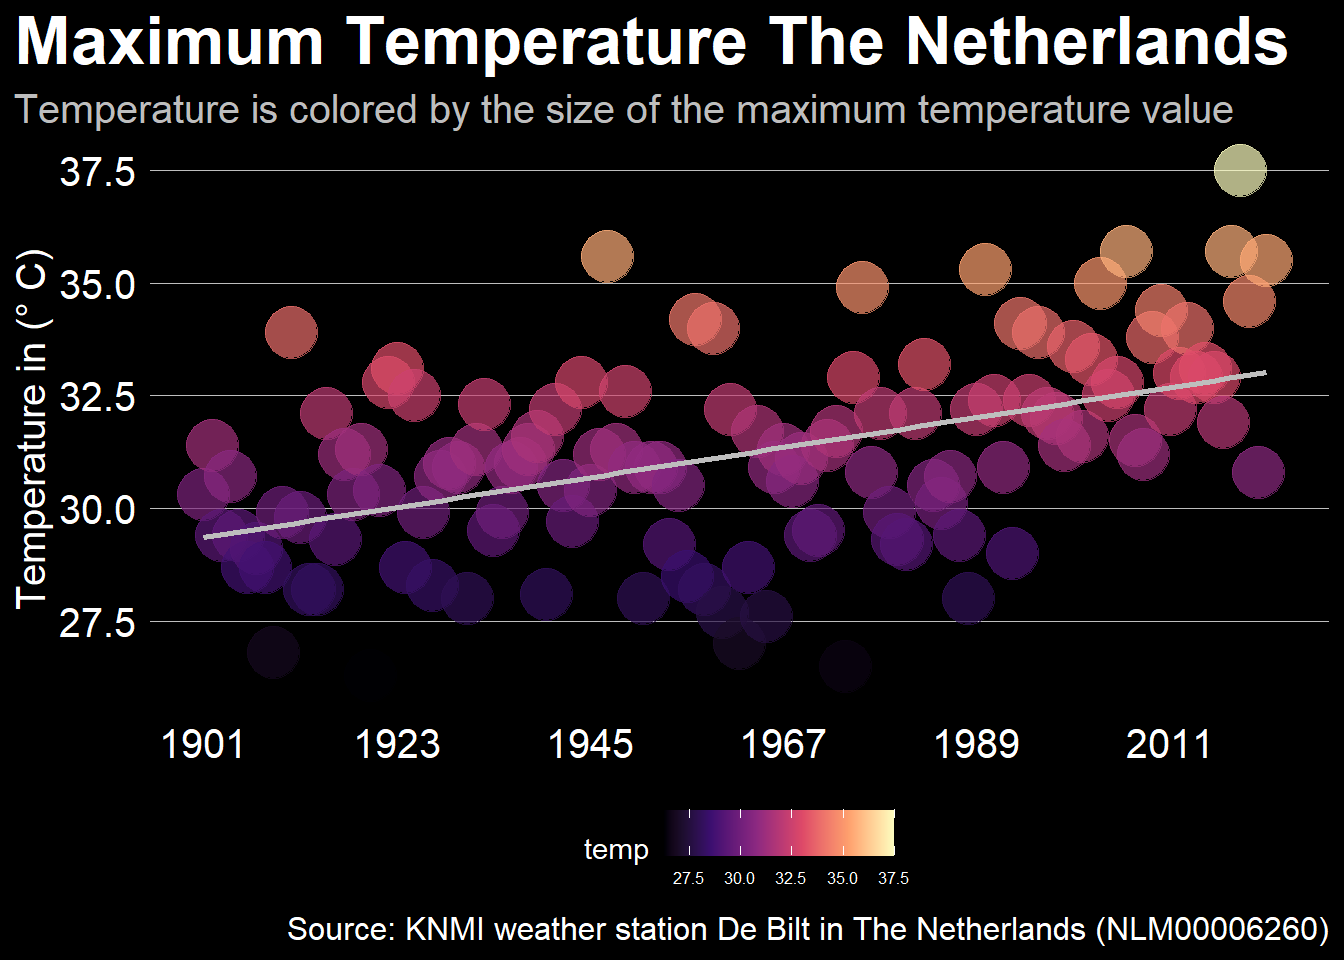 Maximum Temperature The Netherlands
Temperature is colored by the size of the maximum temperature value
Temperature in (° C)
37.5
35.0
32.5
30.0
27.5
1901 1923 1945 1967 1989 2011
temp
27.5 30.0 32.5 35.0 37.5
Source: KNMI weather station De Bilt in The Netherlands (NLM00006260)